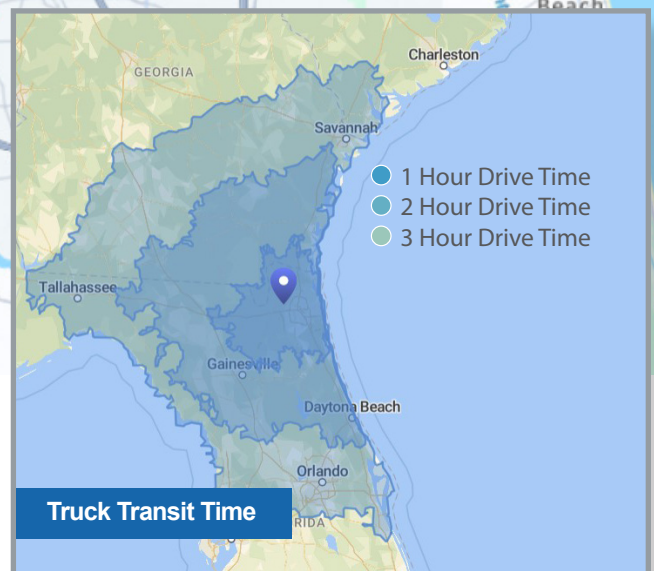 Beach
Charleston
GEORGIA
Savannah
1 Hour Drive Time
2 Hour Drive Time
3 Hour Drive Time
Tallahassee
Gainesville
Daytona Beach
Orlando
Truck Transit Time
RIDA